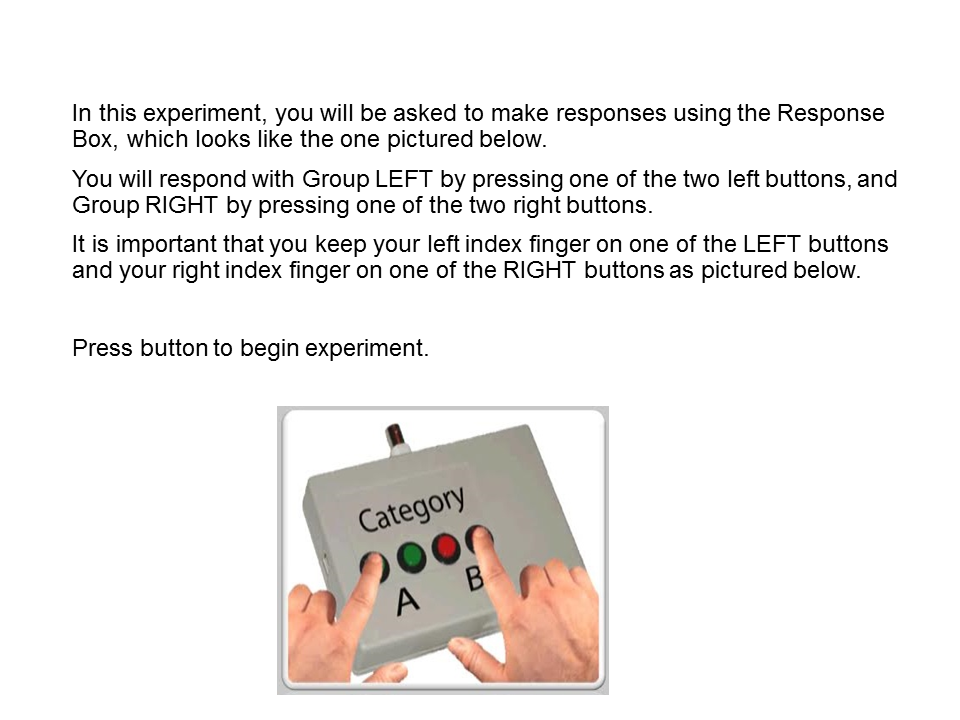 In this experiment, you will be asked to make responses using the Response
Box, which looks like the one pictured below.
You will respond with Group LEFT by pressing one of the two left buttons, and
Group RIGHT by pressing one of the two right buttons.
It is important that you keep your left index finger on one of the LEFT buttons
and your right index finger on one of the RIGHT buttons as pictured below.
Press button to begin experiment.
Category
A B